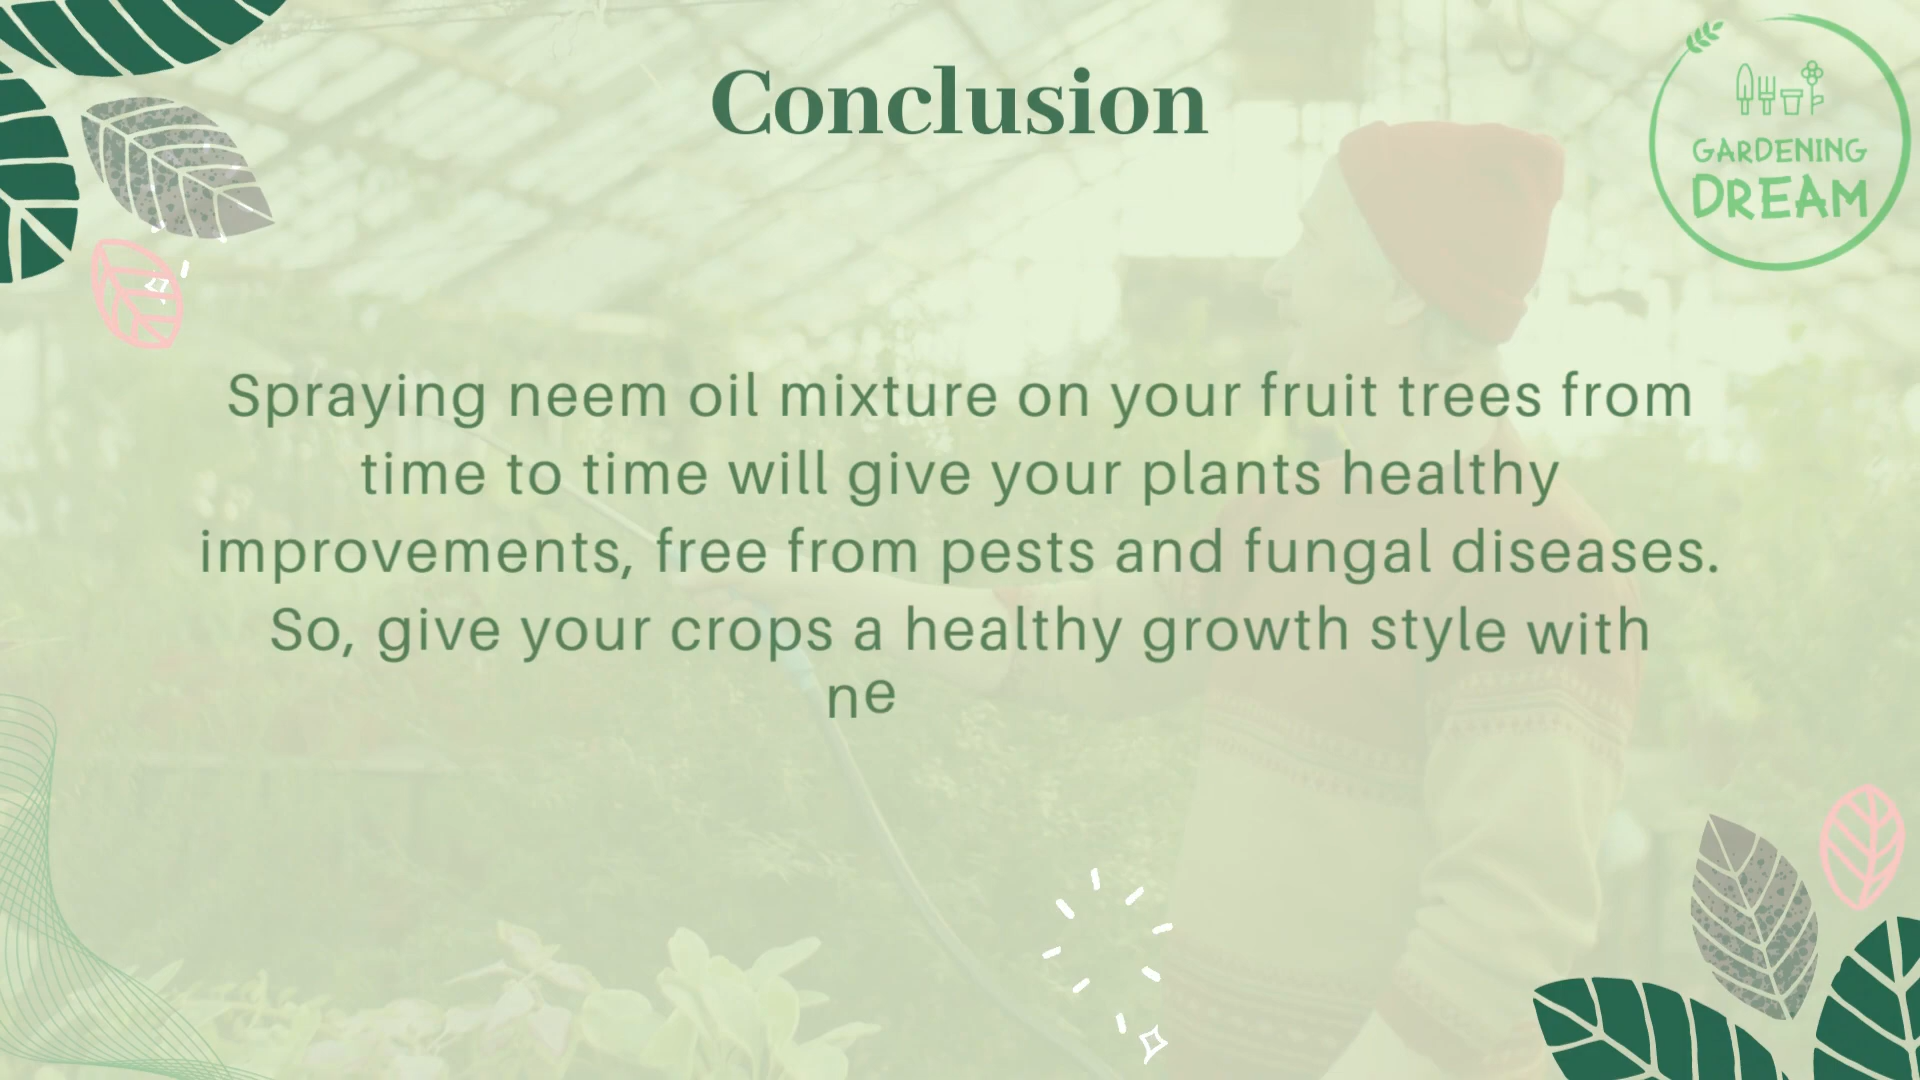 Conclusion
GARDENING
DREAM
Spraying neem oil mixture on your fruit trees from
time to time will give your plants healthy
improvements, free from pests and fungal diseases.
So, give your crops a healthy growth style with
ne